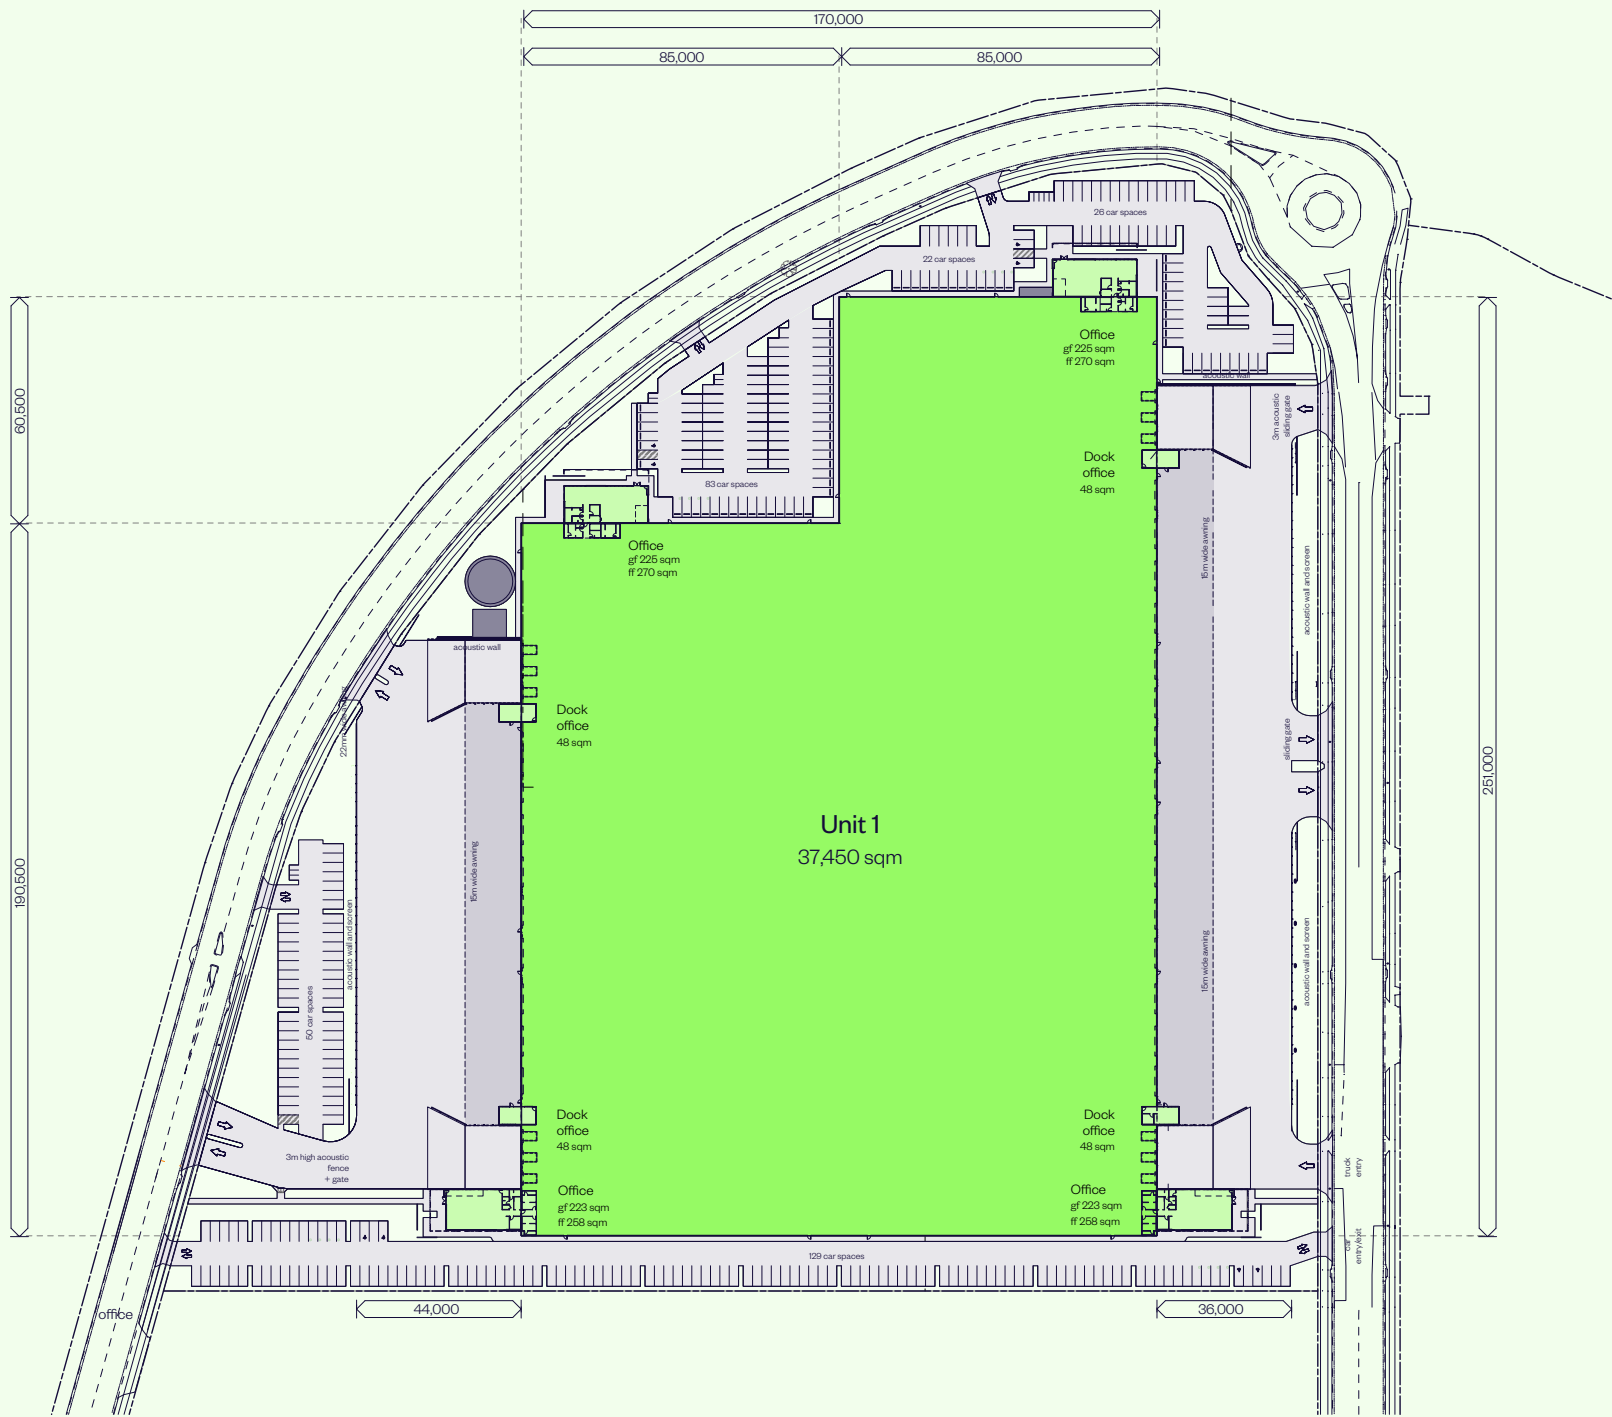 170,000
85,000
85,000
26 car spaces
22 car spaces
Office
gf 225 sqm
ff 270 sqm
acoustic wall
60,500
3m acoustic
sliding gate
Dock
office
48 sqm
83 car spaces
Office
gf 225 sqm
ff 270 sqm
15m wide awning
acoustic wall and screen
acoustic wall
Dock
office
48 sqm
sliding gate
251,000
Unit 1
37,450 sqm
190,500
15m wide awning
acoustic wall and screen
50 car spaces
15m wide awning
acoustic wall and screen
Dock
office
48 sqm
Dock
office
48 sqm
3m high acoustic
fence
+ gate
truck
entry
Office
gf 223 sqm
ff 258 sqm
Office
gf 223 sqm
ff 258 sqm
car
entry/exit
129 car spaces
office
44,000
36,000